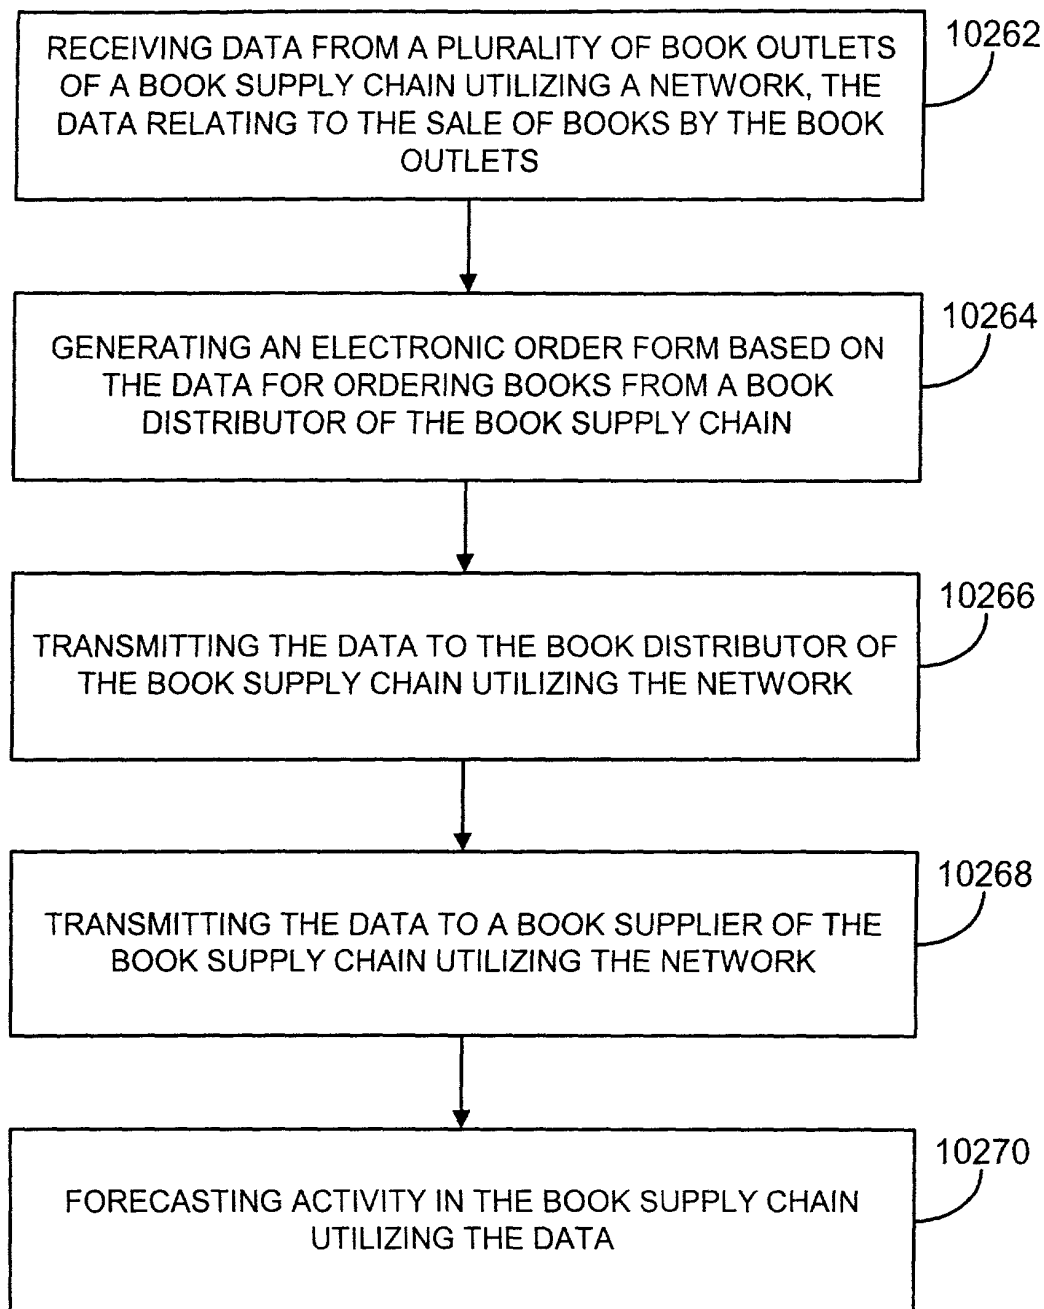 RECEIVING DATA FROM A PLURALITY OF BOOK OUTLETS
OF A BOOK SUPPLY CHAIN UTILIZING A NETWORK, THE
DATA RELATING TO THE SALE OF BOOKS BY THE BOOK
OUTLETS
10262
GENERATING AN ELECTRONIC ORDER FORM BASED ON
THE DATA FOR ORDERING BOOKS FROM A BOOK
DISTRIBUTOR OF THE BOOK SUPPLY CHAIN
10264
TRANSMITTING THE DATA TO THE BOOK DISTRIBUTOR OF
THE BOOK SUPPLY CHAIN UTILIZING THE NETWORK
10266
TRANSMITTING THE DATA TO A BOOK SUPPLIER OF THE
BOOK SUPPLY CHAIN UTILIZING THE NETWORK
10268
FORECASTING ACTIVITY IN THE BOOK SUPPLY CHAIN
UTILIZING THE DATA
10270